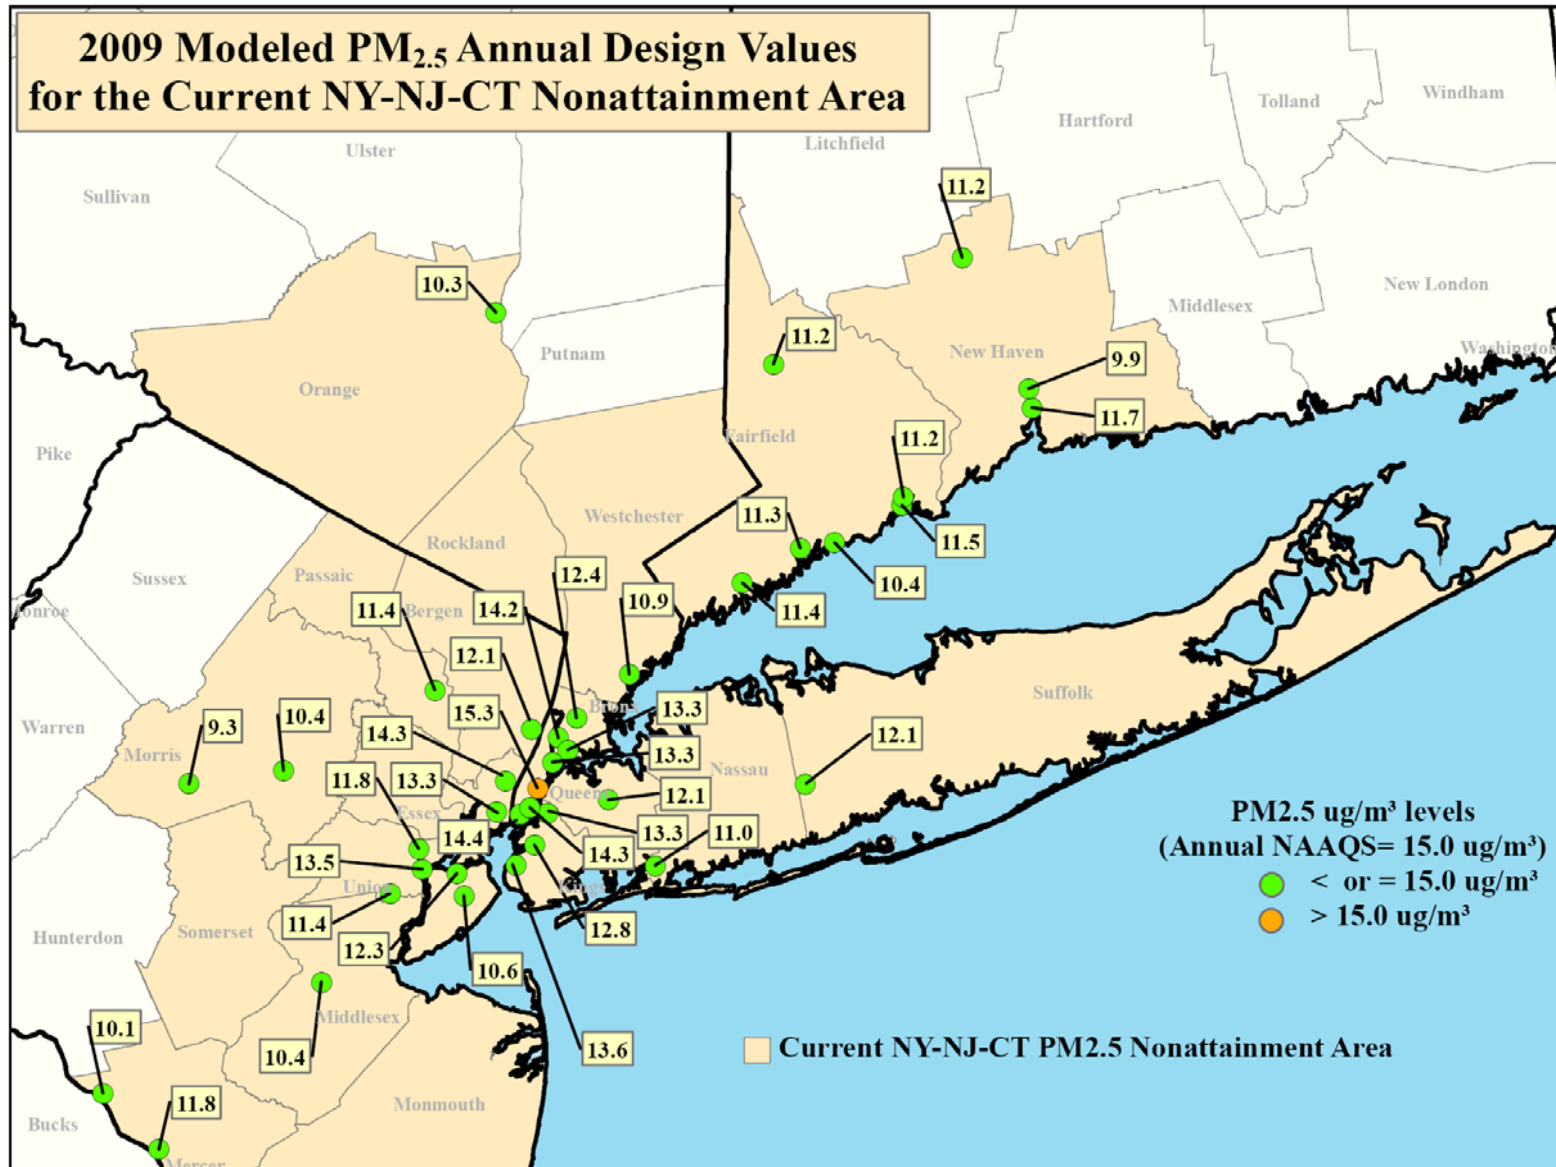 2009 Modeled PM2.5 Annual Design Values
for the Current NY-NJ-CT Nonattainment Area
Windham
Tolland
Hartford
Litchfield
Ulster
Sullivan
11.2
10.3
New London
Middlesex
11.2
Putnam
New Haven
Washington
9.9
Orange
11.7
Fairfield
11.2
Pike
11.3
Westchester
11.5
Rockland
12.4
Passaic
Sussex
10.4
10.9
11.4
14.2
Bergen
11.4
12.1
Suffolk
15.3
Bronx
13.3
10.4
9.3
14.3
Warren
12.1
Morris
13.3
Nassau
11.8
13.3
Queens
12.1
Essex
PM2.5 ug/m³ levels
(Annual NAAQS= 15.0 ug/m³)
< or = 15.0 ug/m³
> 15.0 ug/m³
14.4
13.3
11.0
13.5
14.3
Union
Kings
11.4
12.8
Hunterdon
Somerset
12.3
10.6
Middlesex
10.1
10.4
13.6
Current NY-NJ-CT PM2.5 Nonattainment Area
11.8
Monmouth
Bucks
Mercer